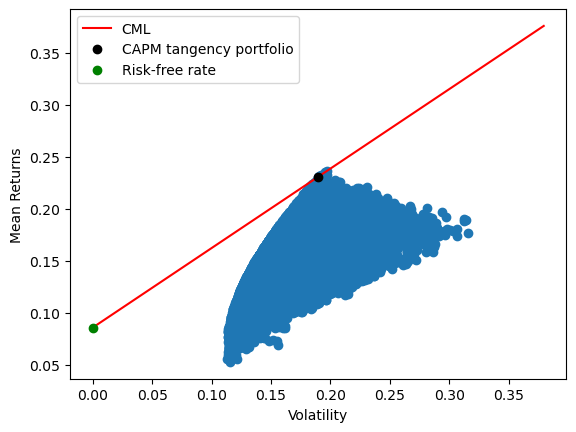 CML
CAPM tangency portfolio
Risk-free rate
Mean Returns
0.35
0.30
0.25
0.20
0.15
0.10
0.05
0.00 0.05 0.10 0.15 0.20 0.25 0.30 0.35
Volatility